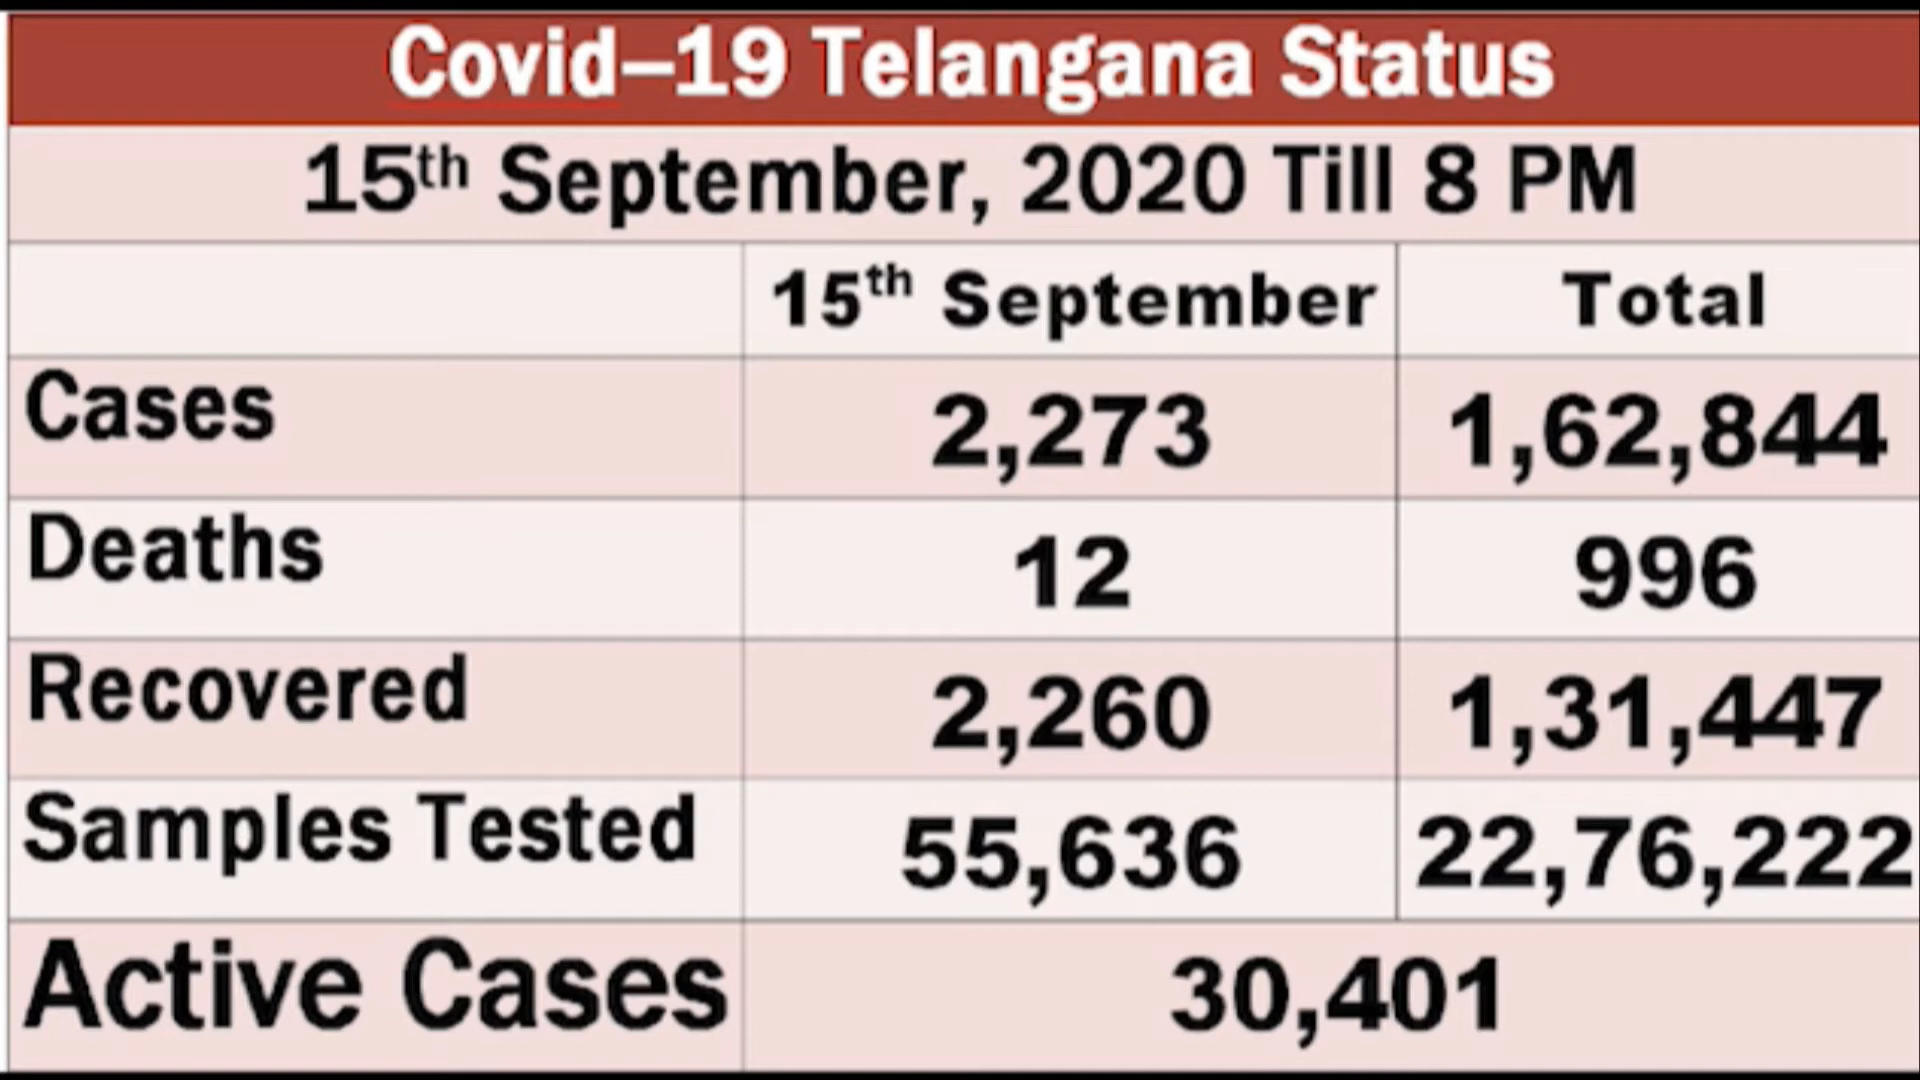 Covid–19 Telangana Status
15th September, 2020 Till 8 PM
15th September Total
Cases 2,273 1,62,844
Deaths 12 996
Recovered 2,260 1,31,447
Samples Tested 55,636 22,76,222
Active Cases 30,401